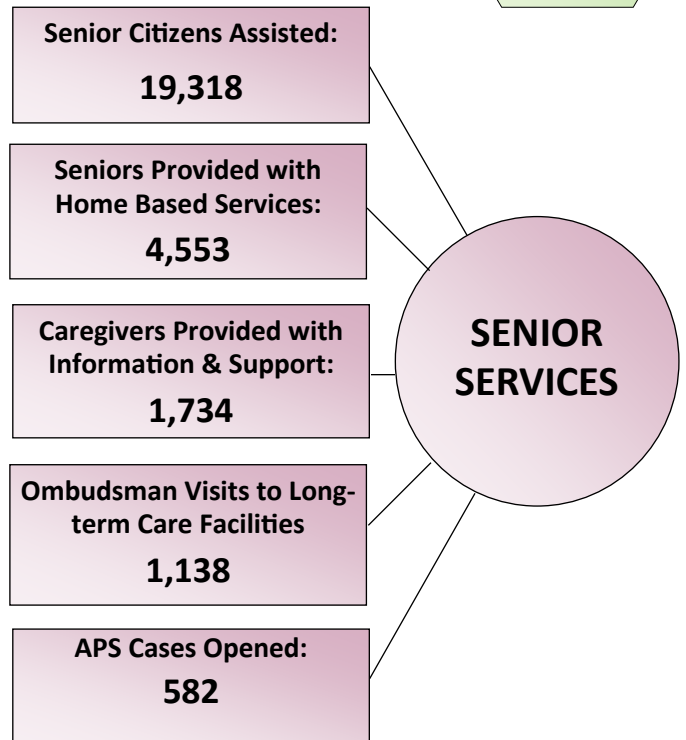 Senior Citizens Assisted:
19,318
Seniors Provided with
Home Based Services:
4,553
Caregivers Provided with
Information & Support:
1,734
Ombudsman Visits to Long-
term Care Facilities
1,138
APS Cases Opened:
582
SENIOR
SERVICES